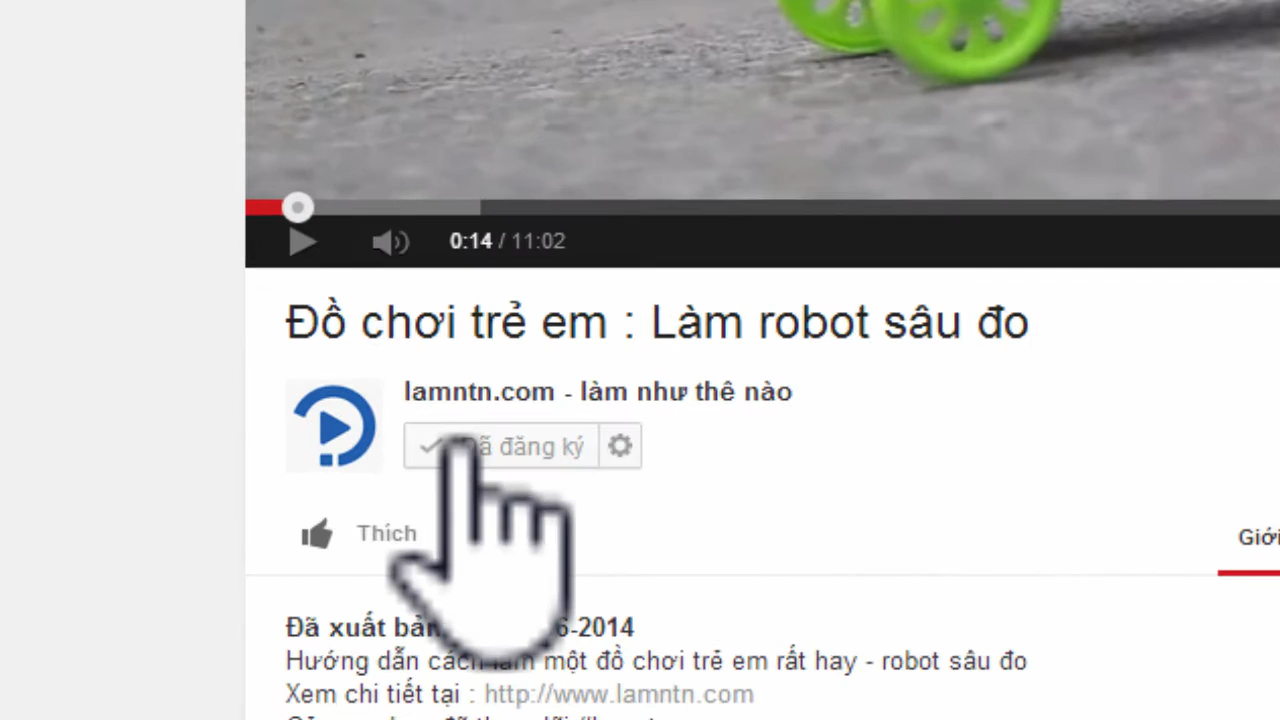 0:14 / 11:02
Đồ chơi trẻ em : Làm robot sâu đo
lamntn.com - làm như thê nào
đăng ký
Thích
Giới
Đã xuất 6-2014
Hướng dẫn cách làm một đồ chơi trẻ em rất hay - robot sâu đo
Xem chi tiết tại : http://www.lamntn.com